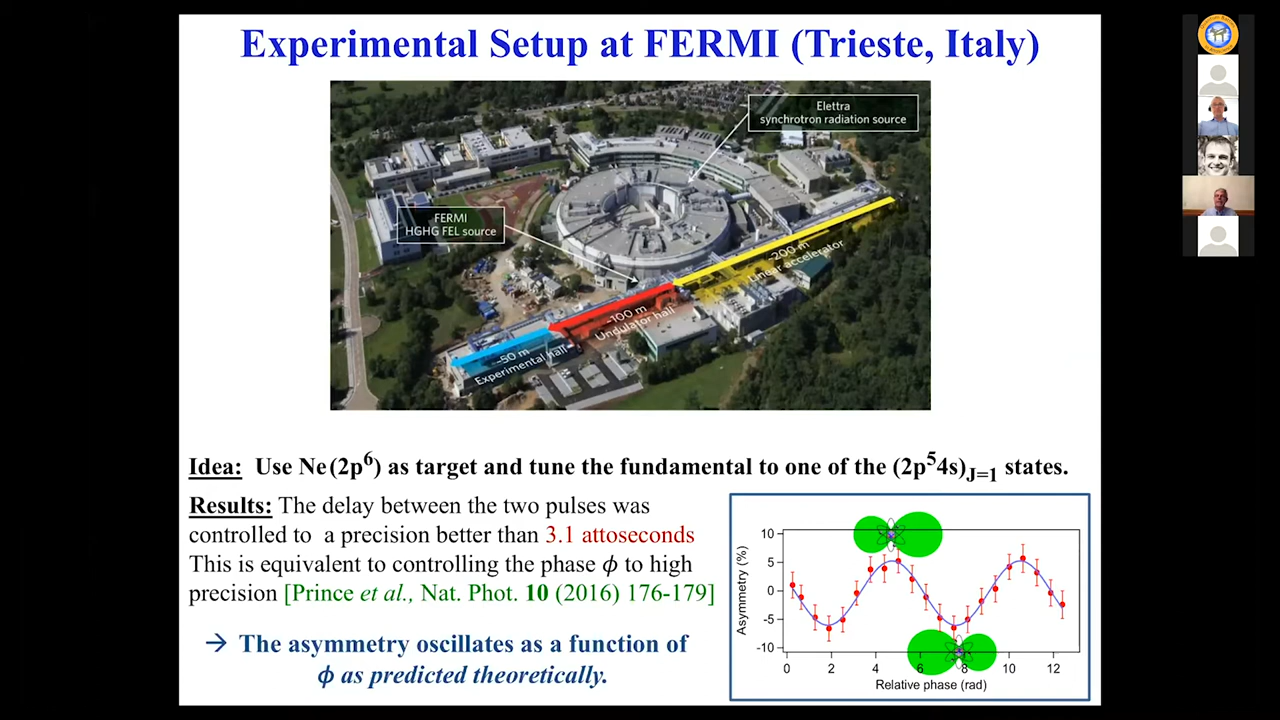 Experimental Setup at FERMI (Trieste, Italy)
Elettra
synchrotron radiation source
FERMI
HGHG FEL source
~200 m
Linear accelerator
~100 m
Undulator hall
~50 m
Experimental hall
Idea: Use Ne(2p⁶) as target and tune the fundamental to one of the (2p⁵4s)J=1 states.
Results: The delay between the two pulses was
controlled to a precision better than 3.1 attoseconds
This is equivalent to controlling the phase ϕ to high
precision [Prince et al., Nat. Phot. 10 (2016) 176-179]
→ The asymmetry oscillates as a function of
ϕ as predicted theoretically.
Asymmetry (%)
10
5
0
-5
-10
0 2 4 6 8 10 12
Relative phase (rad)